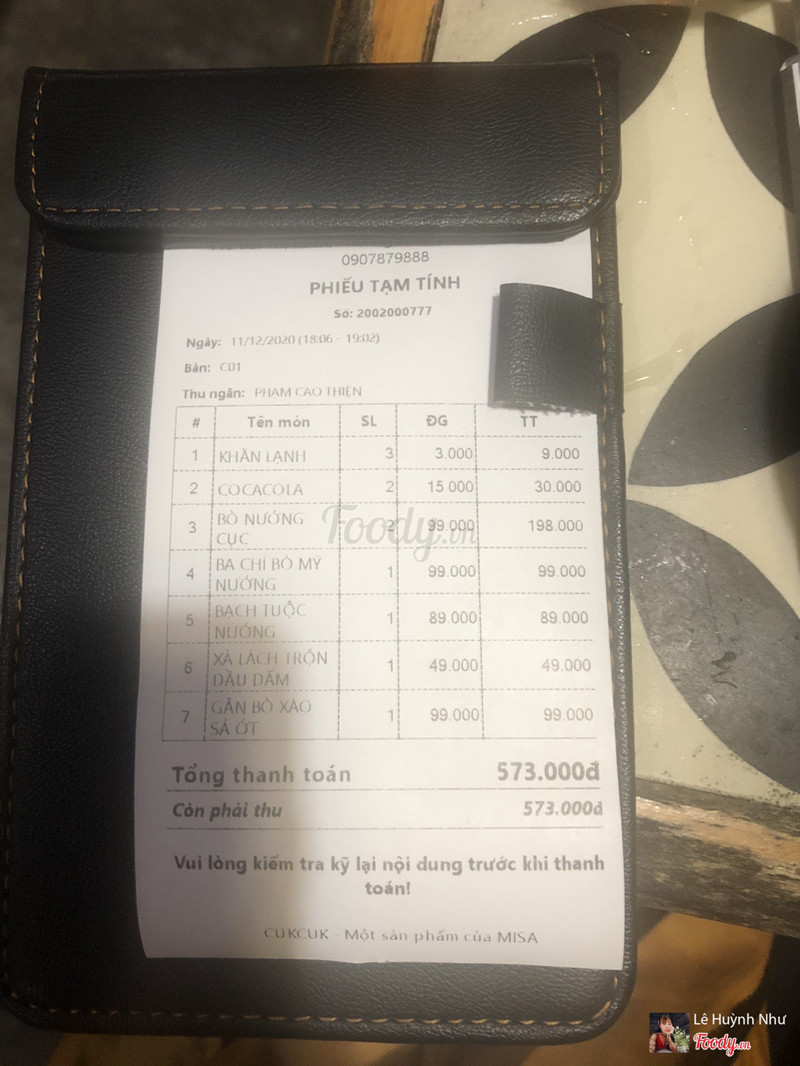 0907879888
PHIẾU TẠM TÍNH
Số: 2002000777
Ngày: 11/12/2020 (18:06 - 19:02)
Bàn: C01
Thu ngân: PHẠM CAO THIỆN
# Tên món SL ĐG TT
1 KHĂN LẠNH 3 3.000 9.000
2 COCACOLA 2 15.000 30.000
3 BÒ NƯỚNG CỤC 2 99.000 198.000
4 BA CHỈ BÒ MỸ NƯỚNG 1 99.000 99.000
5 BẠCH TUỘC NƯỚNG 1 89.000 89.000
6 XÀ LÁCH TRỘN DẦU DẤM 1 49.000 49.000
7 GÂN BÒ XÀO SẢ ỚT 1 99.000 99.000
Tổng thanh toán 573.000đ
Còn phải thu 573.000đ
Vui lòng kiểm tra kỹ lại nội dung trước khi thanh
toán!
CUKCUK - Một sản phẩm của MISA
Foody.vn
Lê Huỳnh Như
Foody.vn